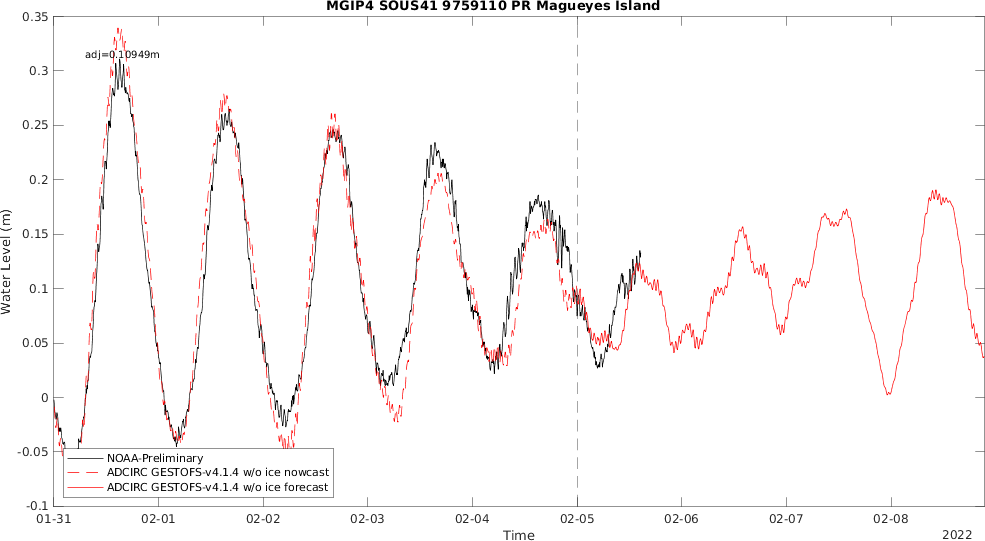 MGIP4 SOUS41 9759110 PR Magueyes Island
0.35
adj=0.10949m
0.3
0.25
0.2
0.15
0.1
0.05
0
-0.05
-0.1
Water Level (m)
NOAA-Preliminary
ADCIRC GESTOFS-v4.1.4 w/o ice nowcast
ADCIRC GESTOFS-v4.1.4 w/o ice forecast
01-31 02-01 02-02 02-03 02-04 02-05 02-06 02-07 02-08
Time
2022